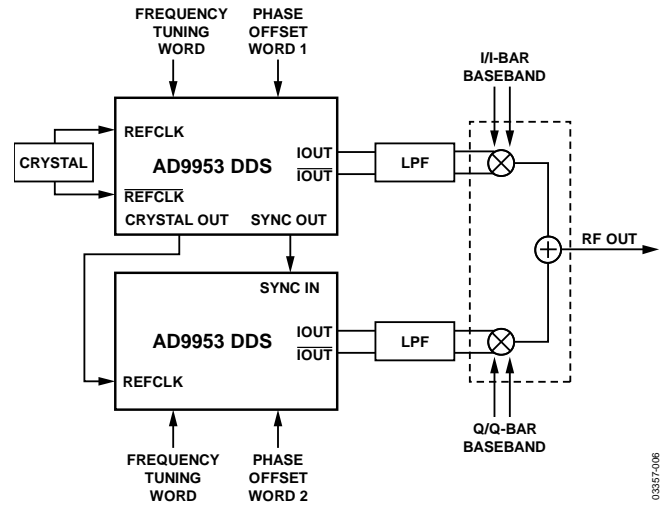 FREQUENCY
TUNING
WORD
PHASE
OFFSET
WORD 1
I/I-BAR
BASEBAND
CRYSTAL
REFCLK
AD9953 DDS
REFCLK
CRYSTAL OUT
SYNC OUT
IOUT
IOUT
LPF
RF OUT
SYNC IN
AD9953 DDS
REFCLK
IOUT
IOUT
LPF
FREQUENCY
TUNING
WORD
PHASE
OFFSET
WORD 2
Q/Q-BAR
BASEBAND
03357-006